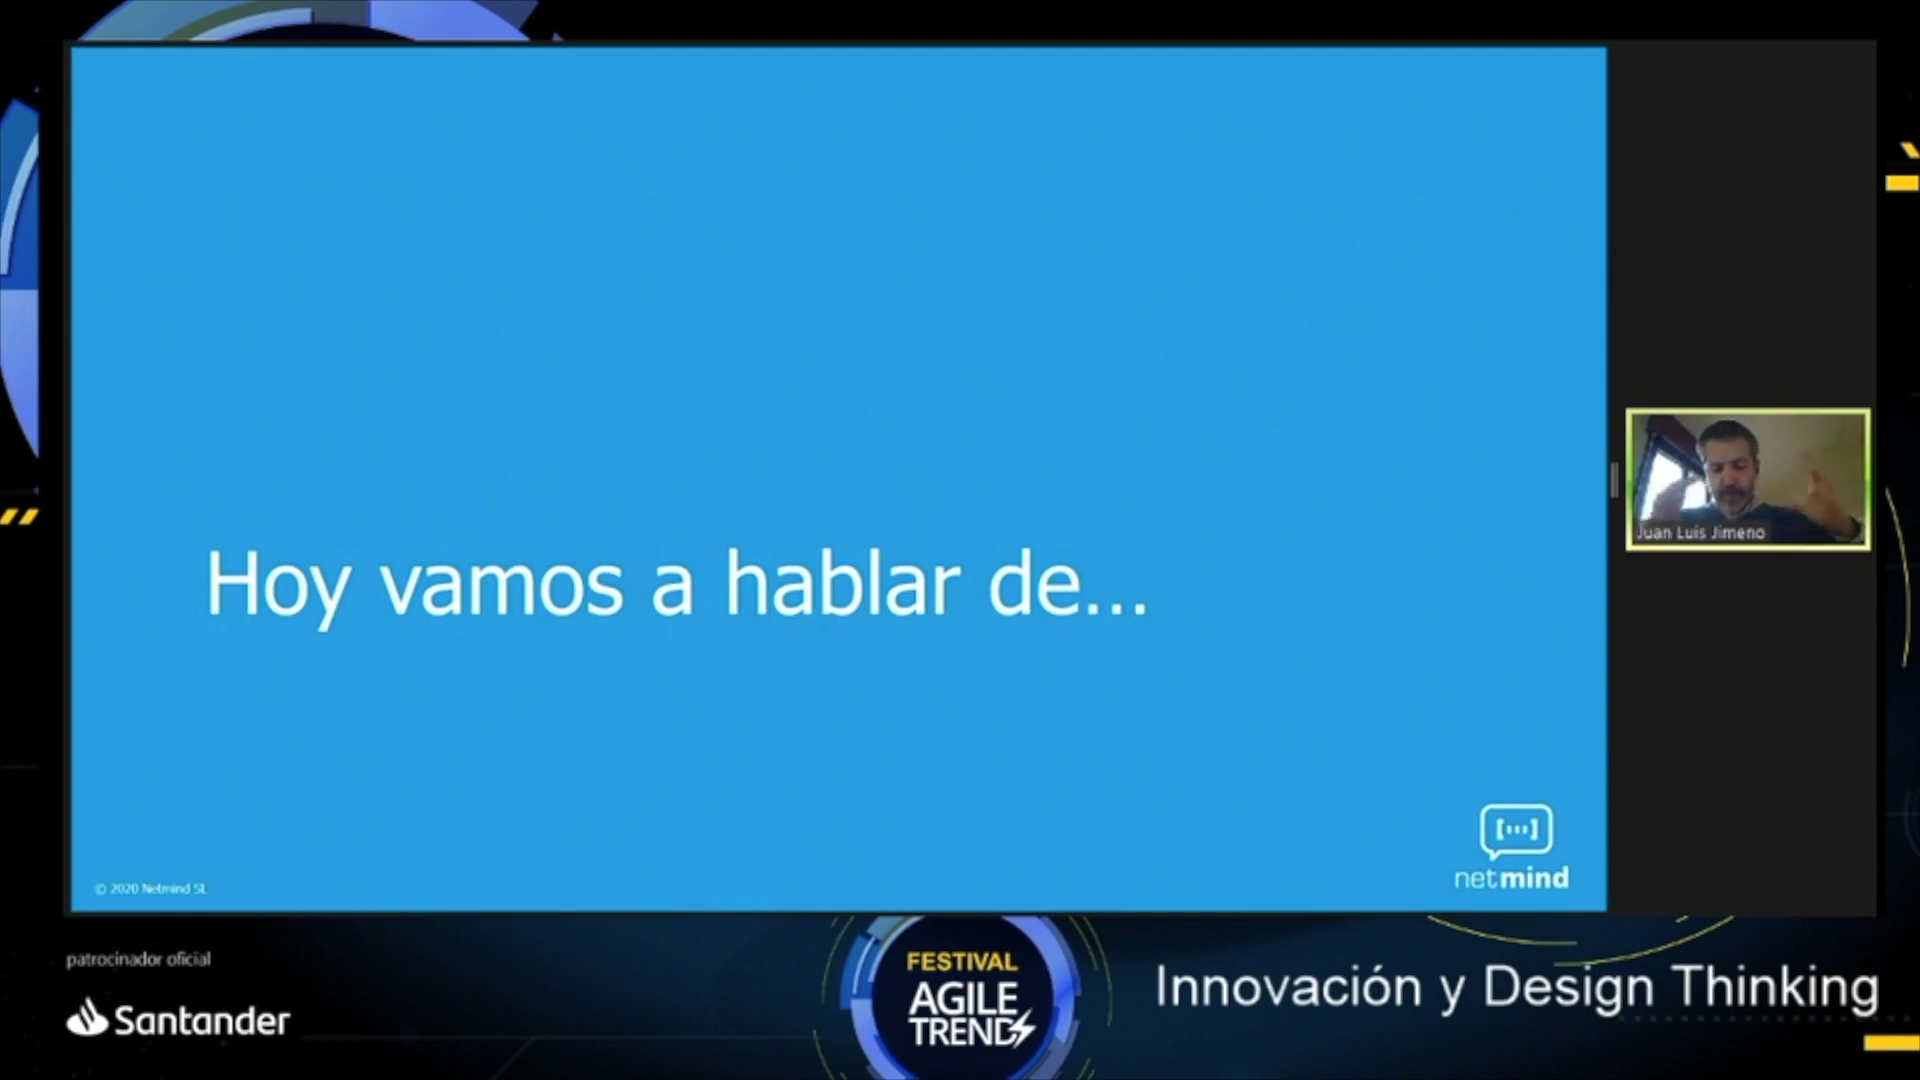 Hoy vamos a hablar de...
Juan Luis Jimeno
[...]
netmind
© 2020 Netmind SL
patrocinador oficial
Santander
FESTIVAL
AGILE
TRENDS
Innovación y Design Thinking